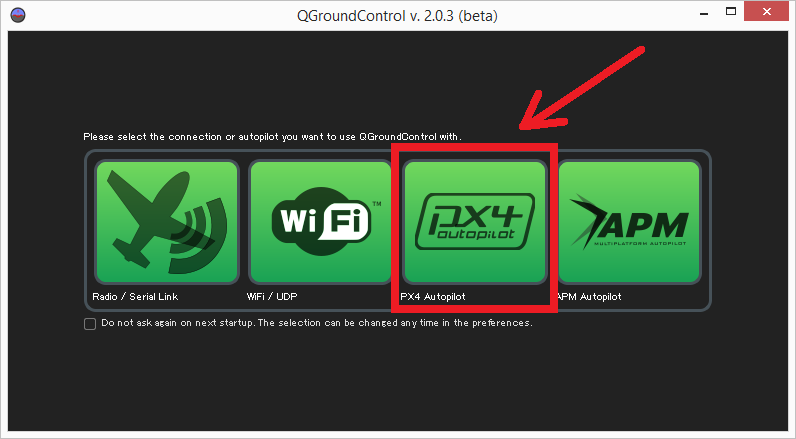 QGroundControl v. 2.0.3 (beta)
Please select the connection or autopilot you want to use QGroundControl with.
WiFi TM
px4
autopilot
APM
MULTIPLATFORM AUTOPILOT
Radio / Serial Link
WiFi / UDP
PX4 Autopilot
APM Autopilot
Do not ask again on next startup. The selection can be changed any time in the preferences.